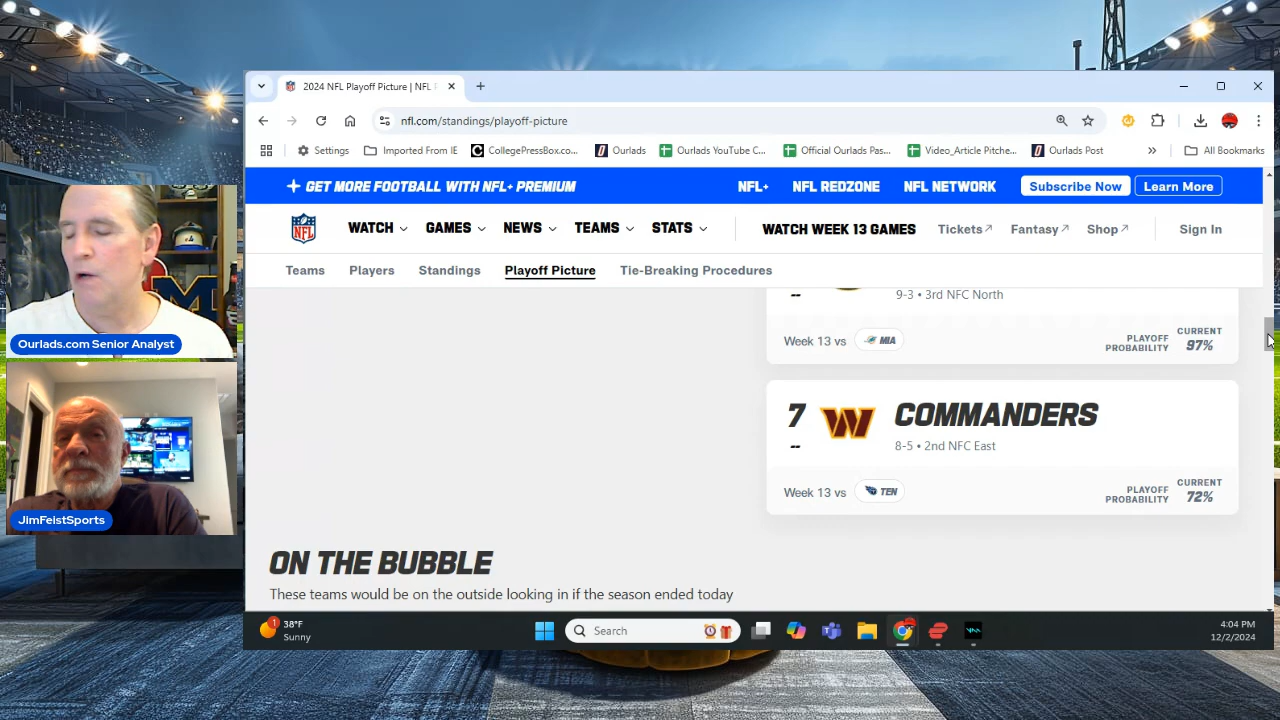 2024 NFL Playoff Picture | NFL
nfl.com/standings/playoff-picture
Settings
Imported From IE
CollegePressBox.co...
Ourlads
Ourlads YouTube C...
Official Ourlads Pas...
Video_Article Pitche...
Ourlads Post
All Bookmarks
GET MORE FOOTBALL WITH NFL+ PREMIUM
NFL+
NFL REDZONE
NFL NETWORK
Subscribe Now
Learn More
NFL
WATCH
GAMES
NEWS
TEAMS
STATS
WATCH WEEK 13 GAMES
Tickets
Fantasy
Shop
Sign In
Teams
Players
Standings
Playoff Picture
Tie-Breaking Procedures
--
9-3 • 3rd NFC North
Week 13 vs
MIA
PLAYOFF
PROBABILITY
CURRENT
97%
7
--
W
COMMANDERS
8-5 • 2nd NFC East
Week 13 vs
TEN
PLAYOFF
PROBABILITY
CURRENT
72%
ON THE BUBBLE
These teams would be on the outside looking in if the season ended today
Ourlads.com Senior Analyst
JimFeistSports
M
1
38°F
Sunny
Search
4:04 PM
12/2/2024